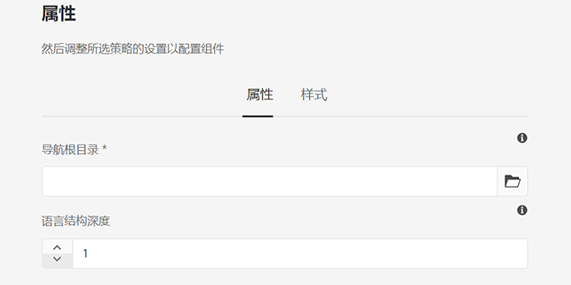 属性
然后调整所选策略的设置以配置组件
属性 样式
导航根目录 *
语言结构深度
1